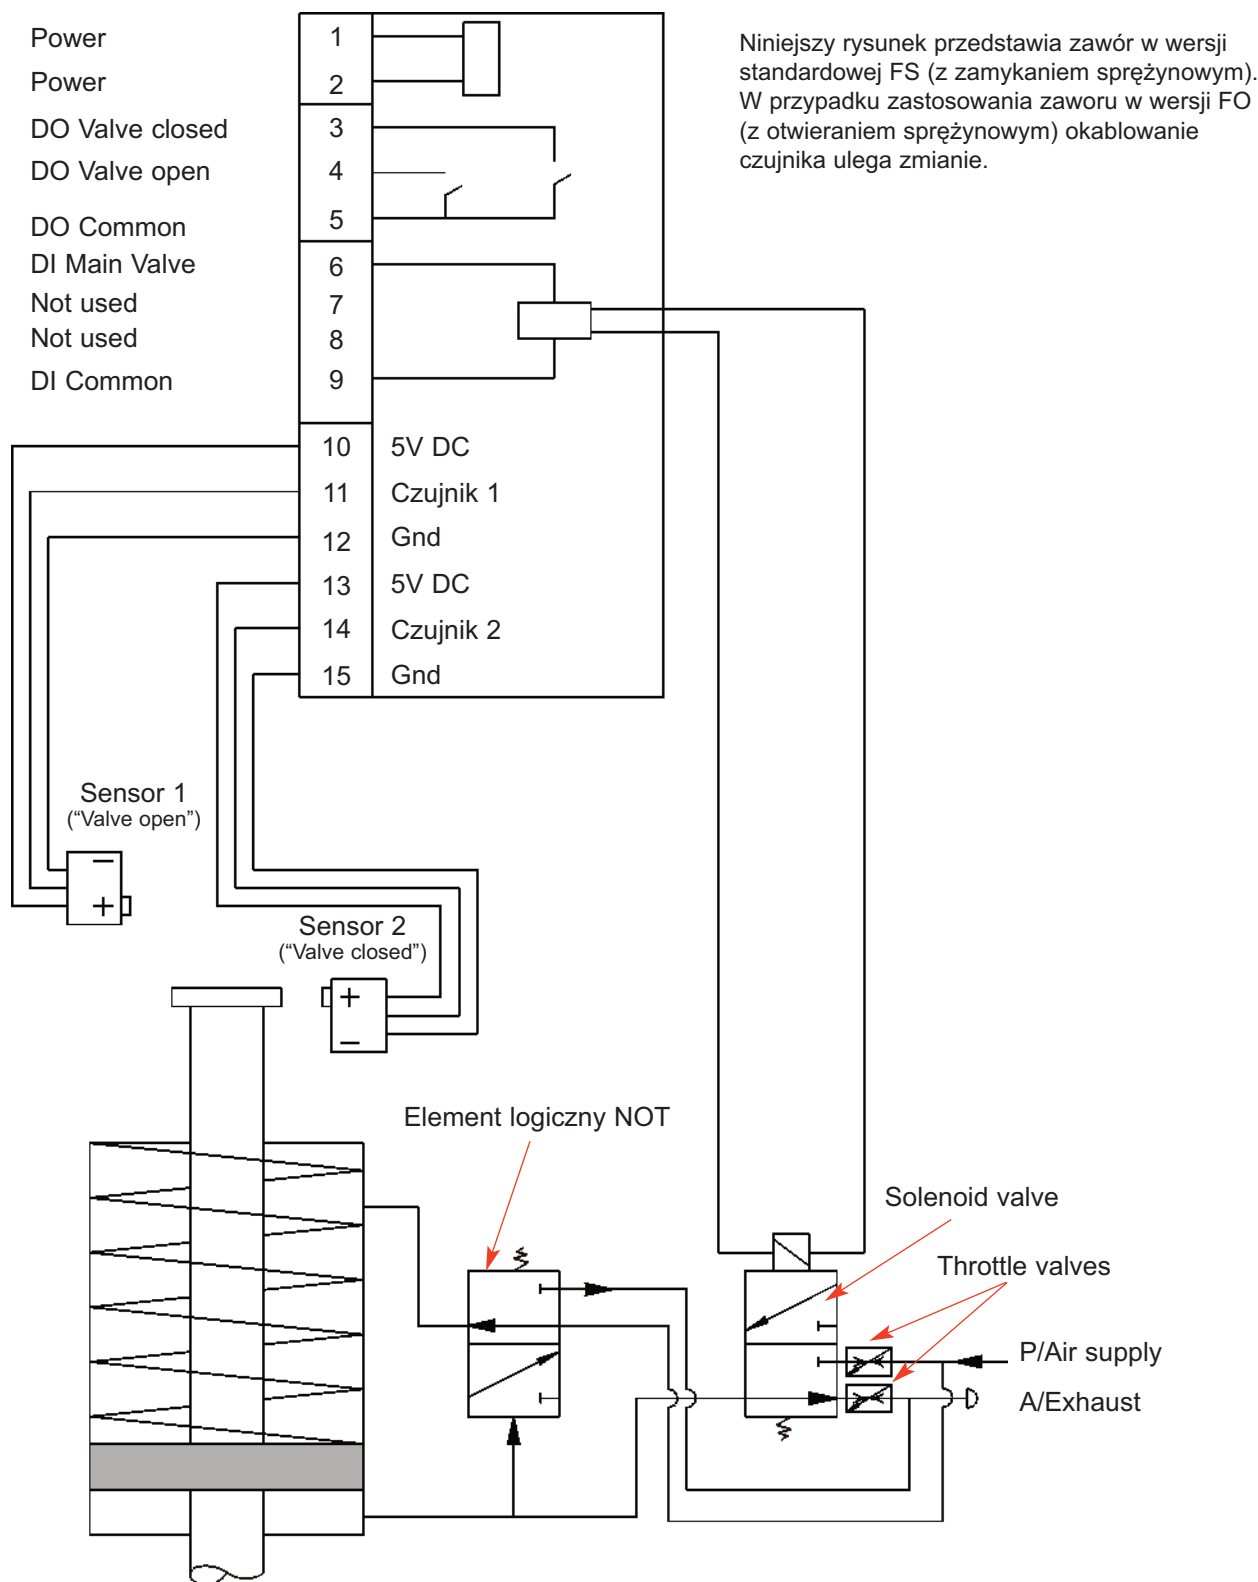 Power 1
Power 2
DO Valve closed 3
DO Valve open 4
DO Common 5
DI Main Valve 6
Not used 7
Not used 8
DI Common 9
10 5V DC
11 Czujnik 1
12 Gnd
13 5V DC
14 Czujnik 2
15 Gnd
Niniejszy rysunek przedstawia zawór w wersji
standardowej FS (z zamykaniem sprężynowym).
W przypadku zastosowania zaworu w wersji FO
(z otwieraniem sprężynowym) okablowanie
czujnika ulega zmianie.
Sensor 1
(“Valve open”)
−
+
Sensor 2
(“Valve closed”)
+
−
Element logiczny NOT
Solenoid valve
Throttle valves
P/Air supply
A/Exhaust